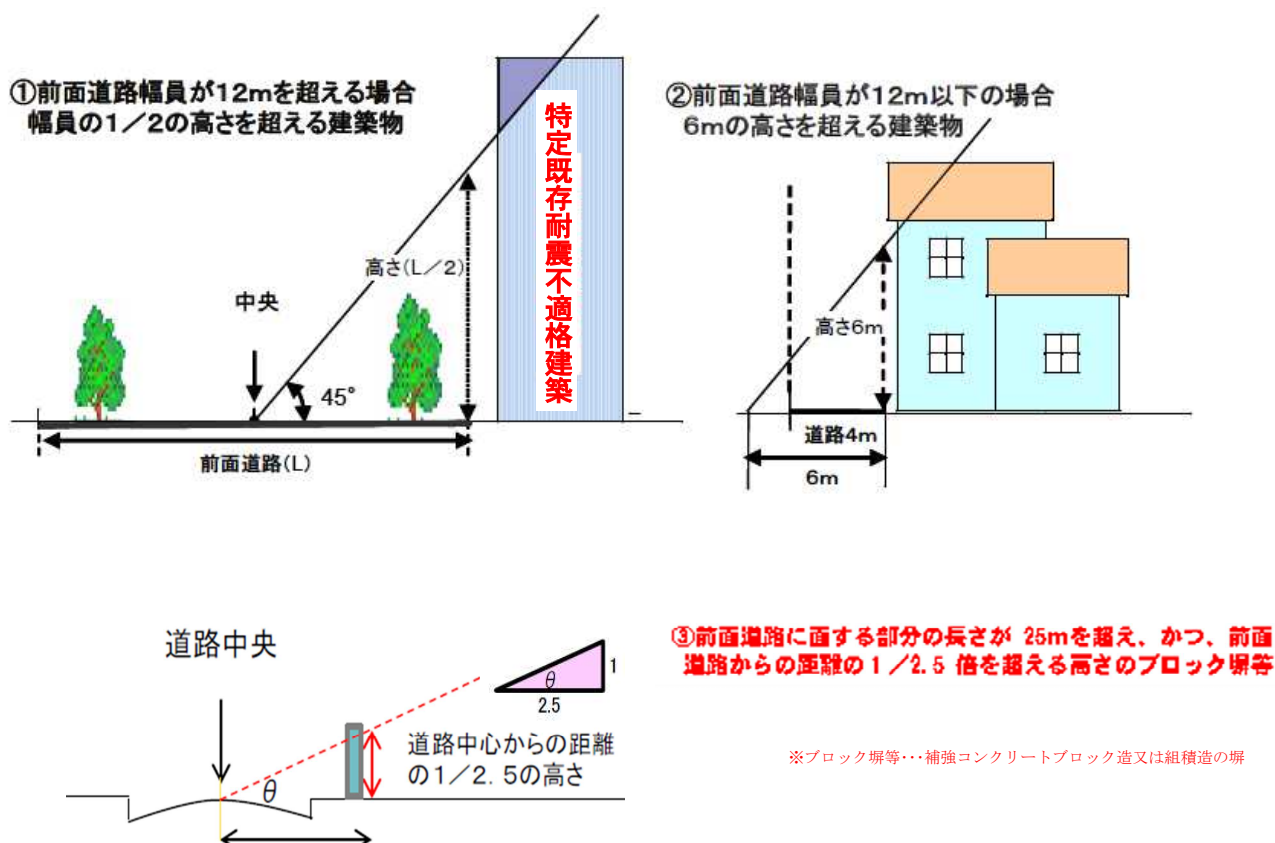 ①前面道路幅員が12mを超える場合
幅員の1/2の高さを超える建築物
特定既存耐震不適格建築
高さ(L/2)
中央
45°
前面道路(L)
②前面道路幅員が12m以下の場合
6mの高さを超える建築物
高さ6m
道路4m
6m
道路中央
θ
1
2.5
道路中心からの距離
の1/2.5の高さ
θ
③前面道路に面する部分の長さが 25mを超え、かつ、前面
道路からの距離の1/2.5 倍を超える高さのブロック塀等
※ブロック塀等･･･補強コンクリートブロック造又は組積造の塀